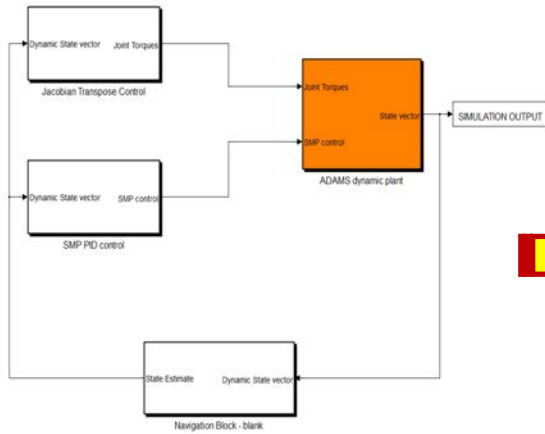 Dynamic State vector
Joint Torques
Jacobian Transpose Control
Joint Torques
SMP control
State vector
ADAMS dynamic plant
SIMULATION OUTPUT
Dynamic State vector
SMP control
SMP PID control
State Estimate
Dynamic State vector
Navigation Block - blank